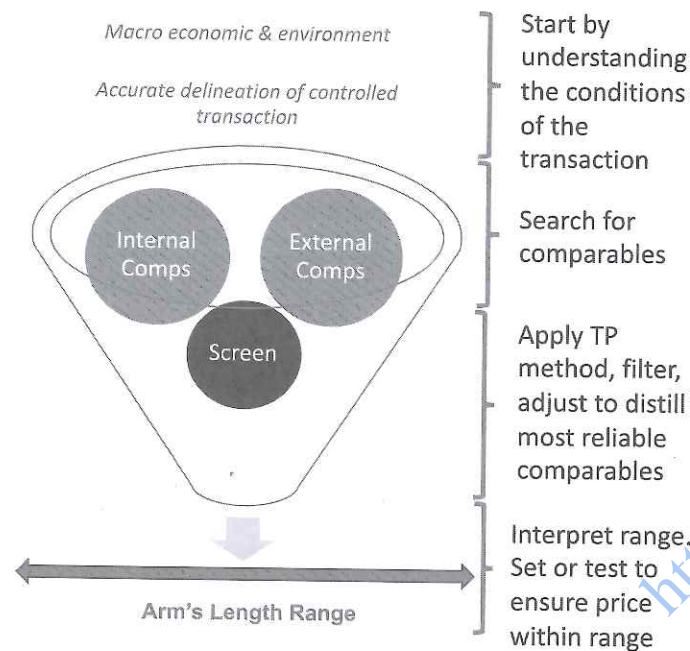 Macro economic & environment
Accurate delineation of controlled
transaction
Start by
understanding
the conditions
of the
transaction
Internal
Comps
External
Comps
Search for
comparables
Screen
Apply TP
method, filter,
adjust to distill
most reliable
comparables
Interpret range.
Set or test to
ensure price
within range
Arm's Length Range
htt